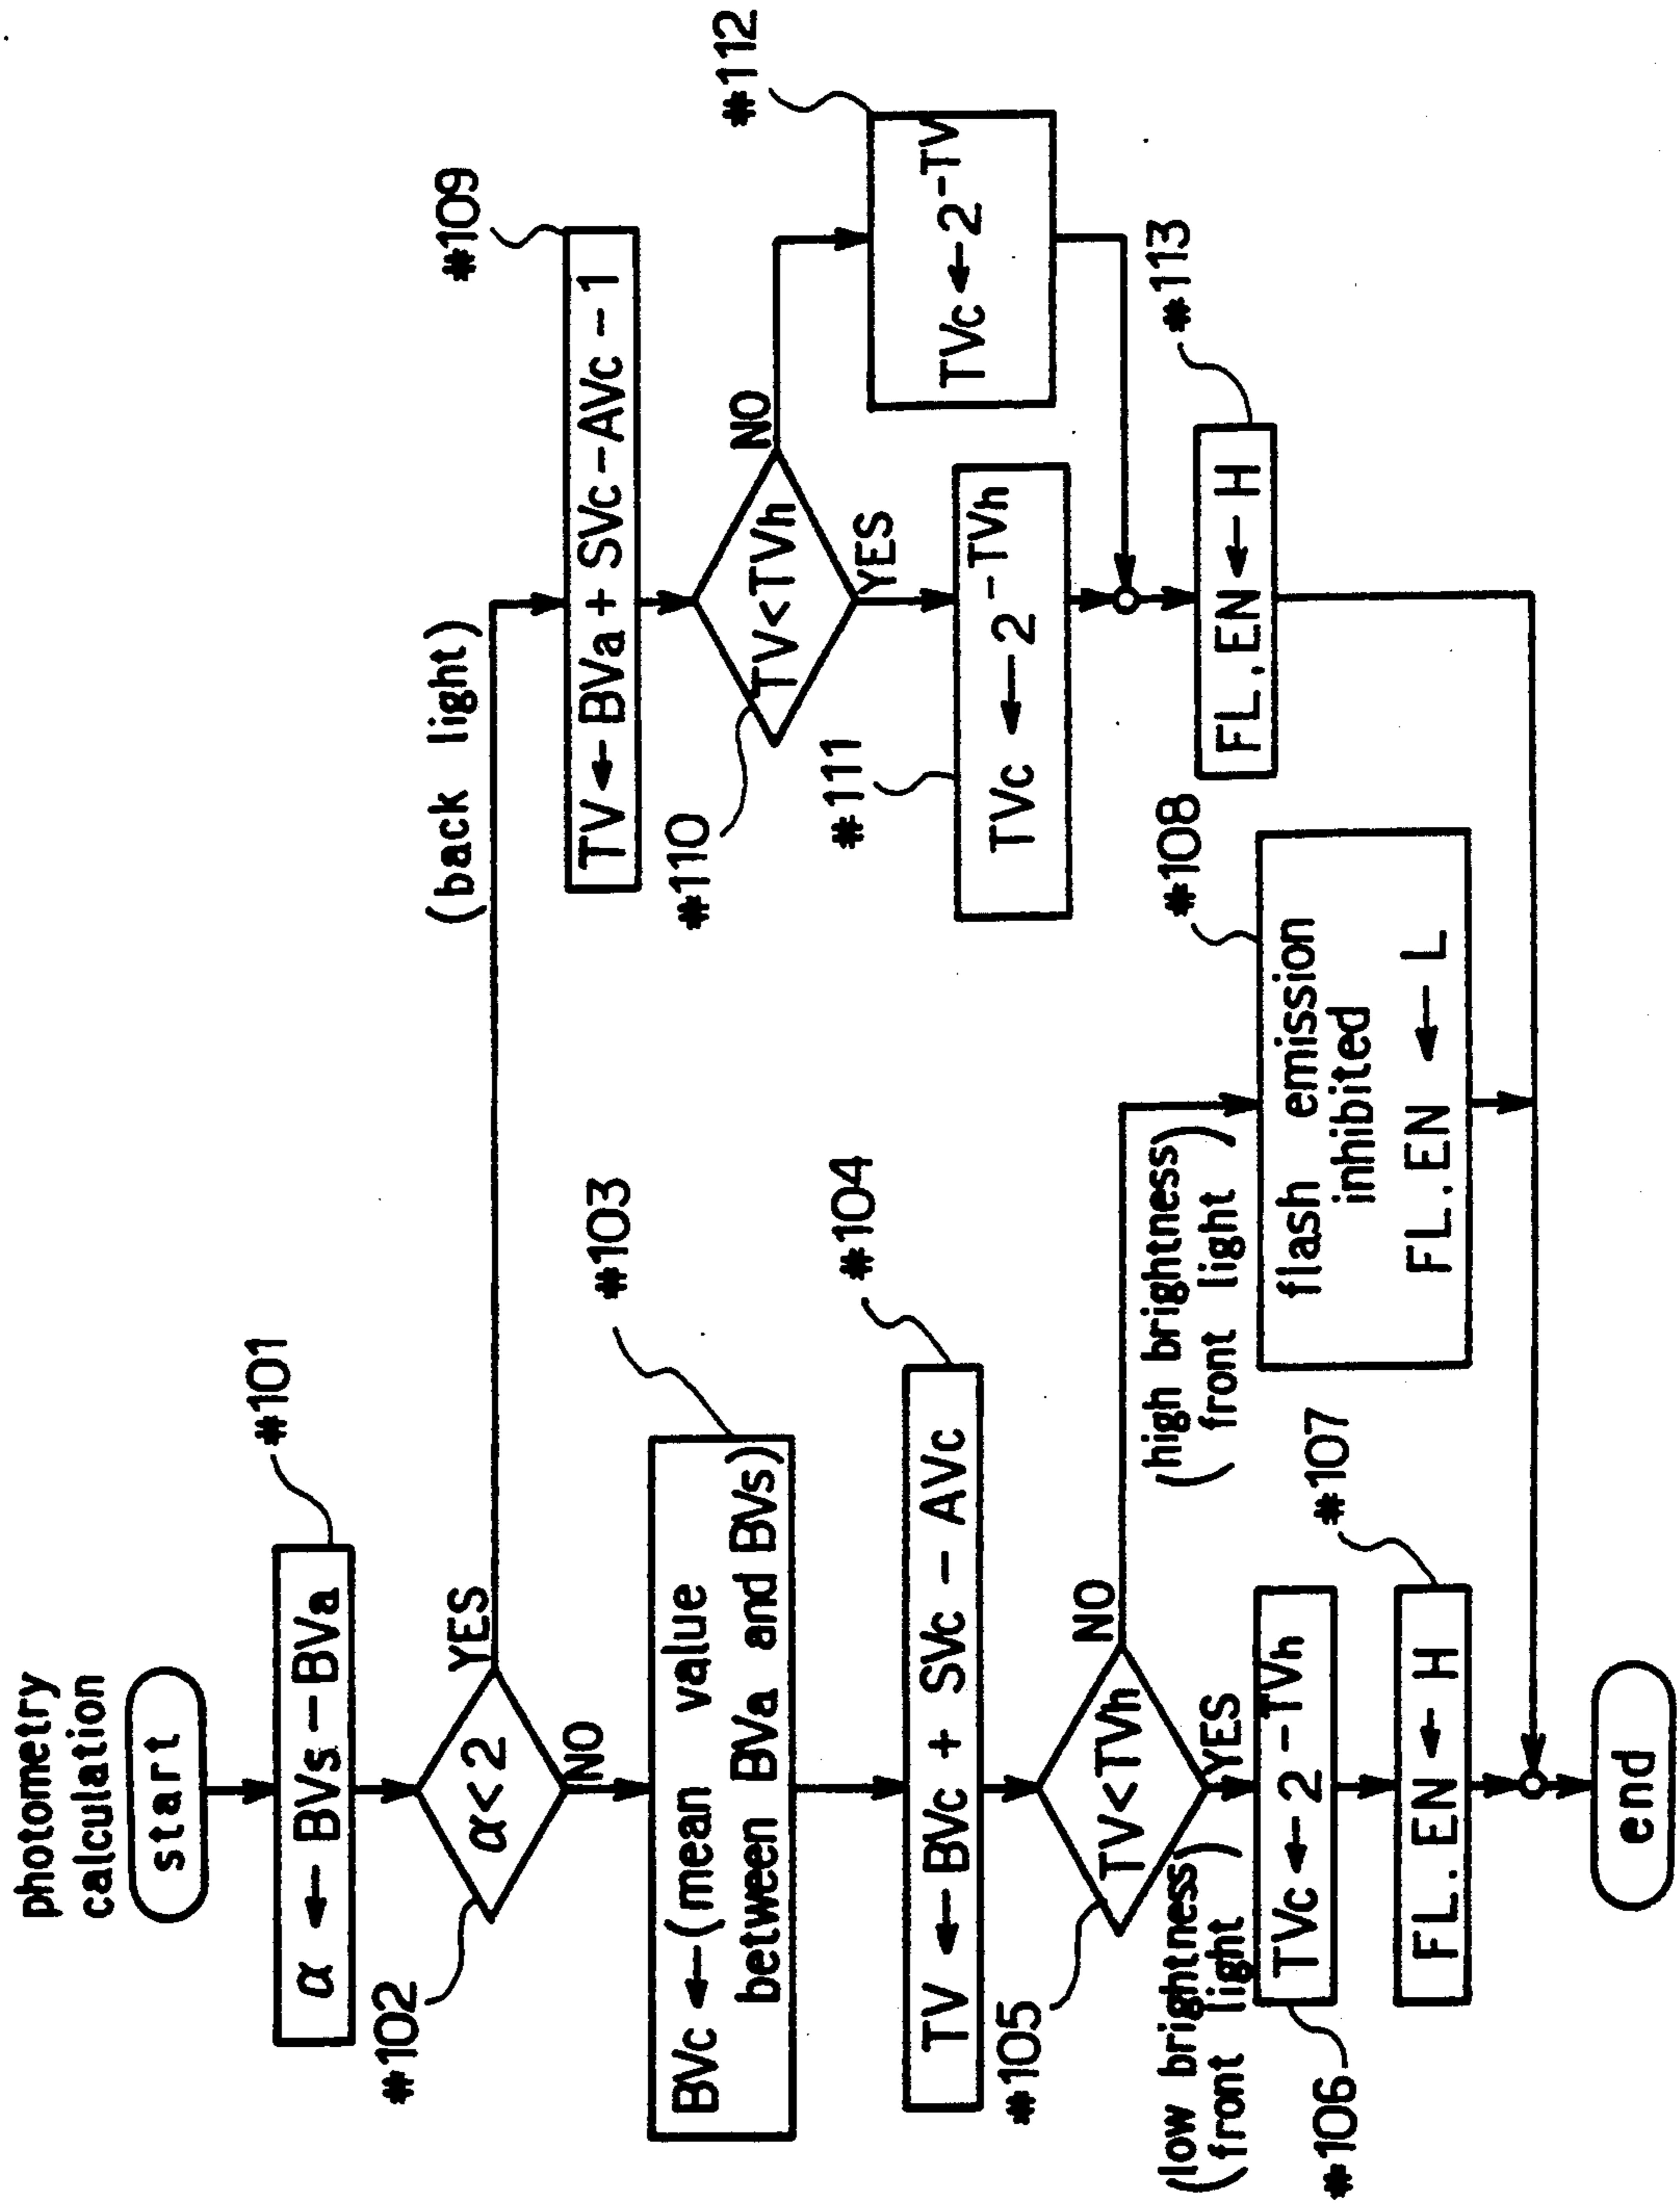 photometry
calculation
start
#101
α ← BVs - BVa
#102
α<2
YES
NO
(back light)
#103
BVc ← (mean value
between BVa and BVs)
#104
TV ← BVc + SVc - AVc
#105
TV<TVh
NO
YES
(high brightness)
(front light)
(low brightness)
(front light)
#106
TVc ← 2^-TVh
#107
FL.EN ← H
#108
flash emission
inhibited
FL.EN ← L
#109
TV ← BVa + SVc - AVc - 1
#110
TV<TVh
NO
YES
#111
TVc ← 2^-TVh
#112
TVc ← 2^-TV
#113
FL.EN ← H
end